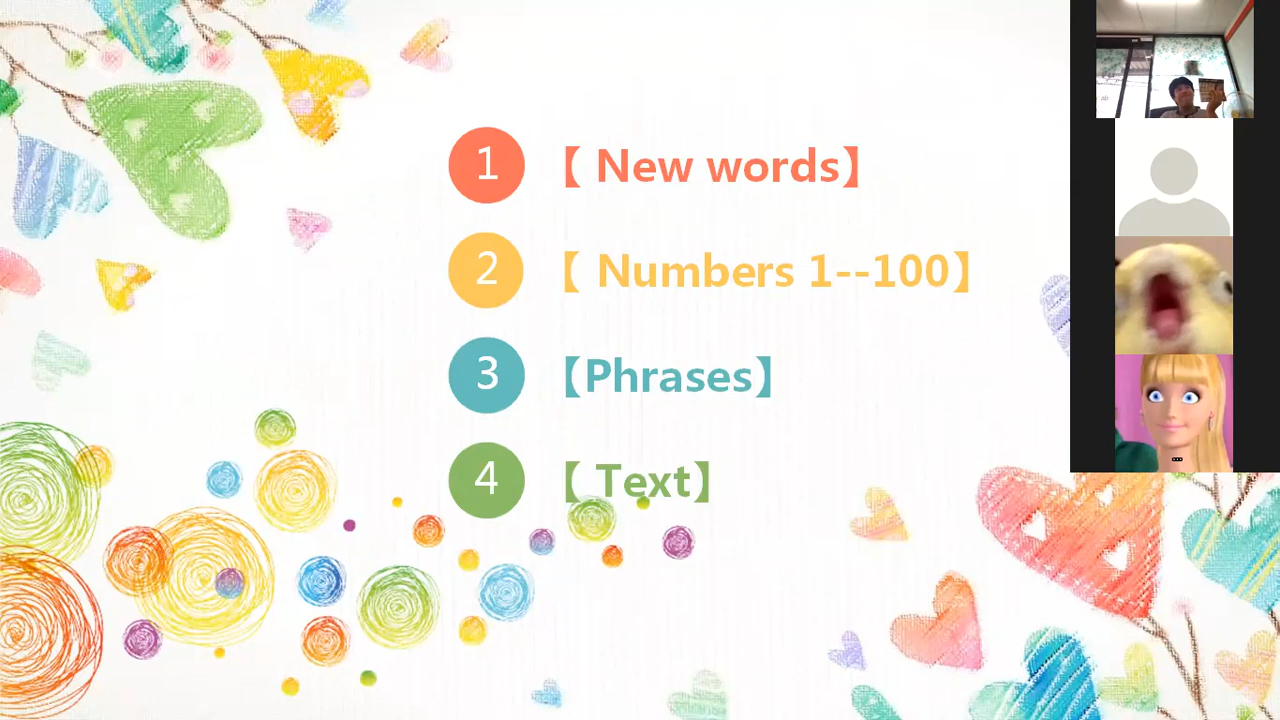 1 【 New words】
2 【 Numbers 1--100】
3 【Phrases】
4 【 Text】